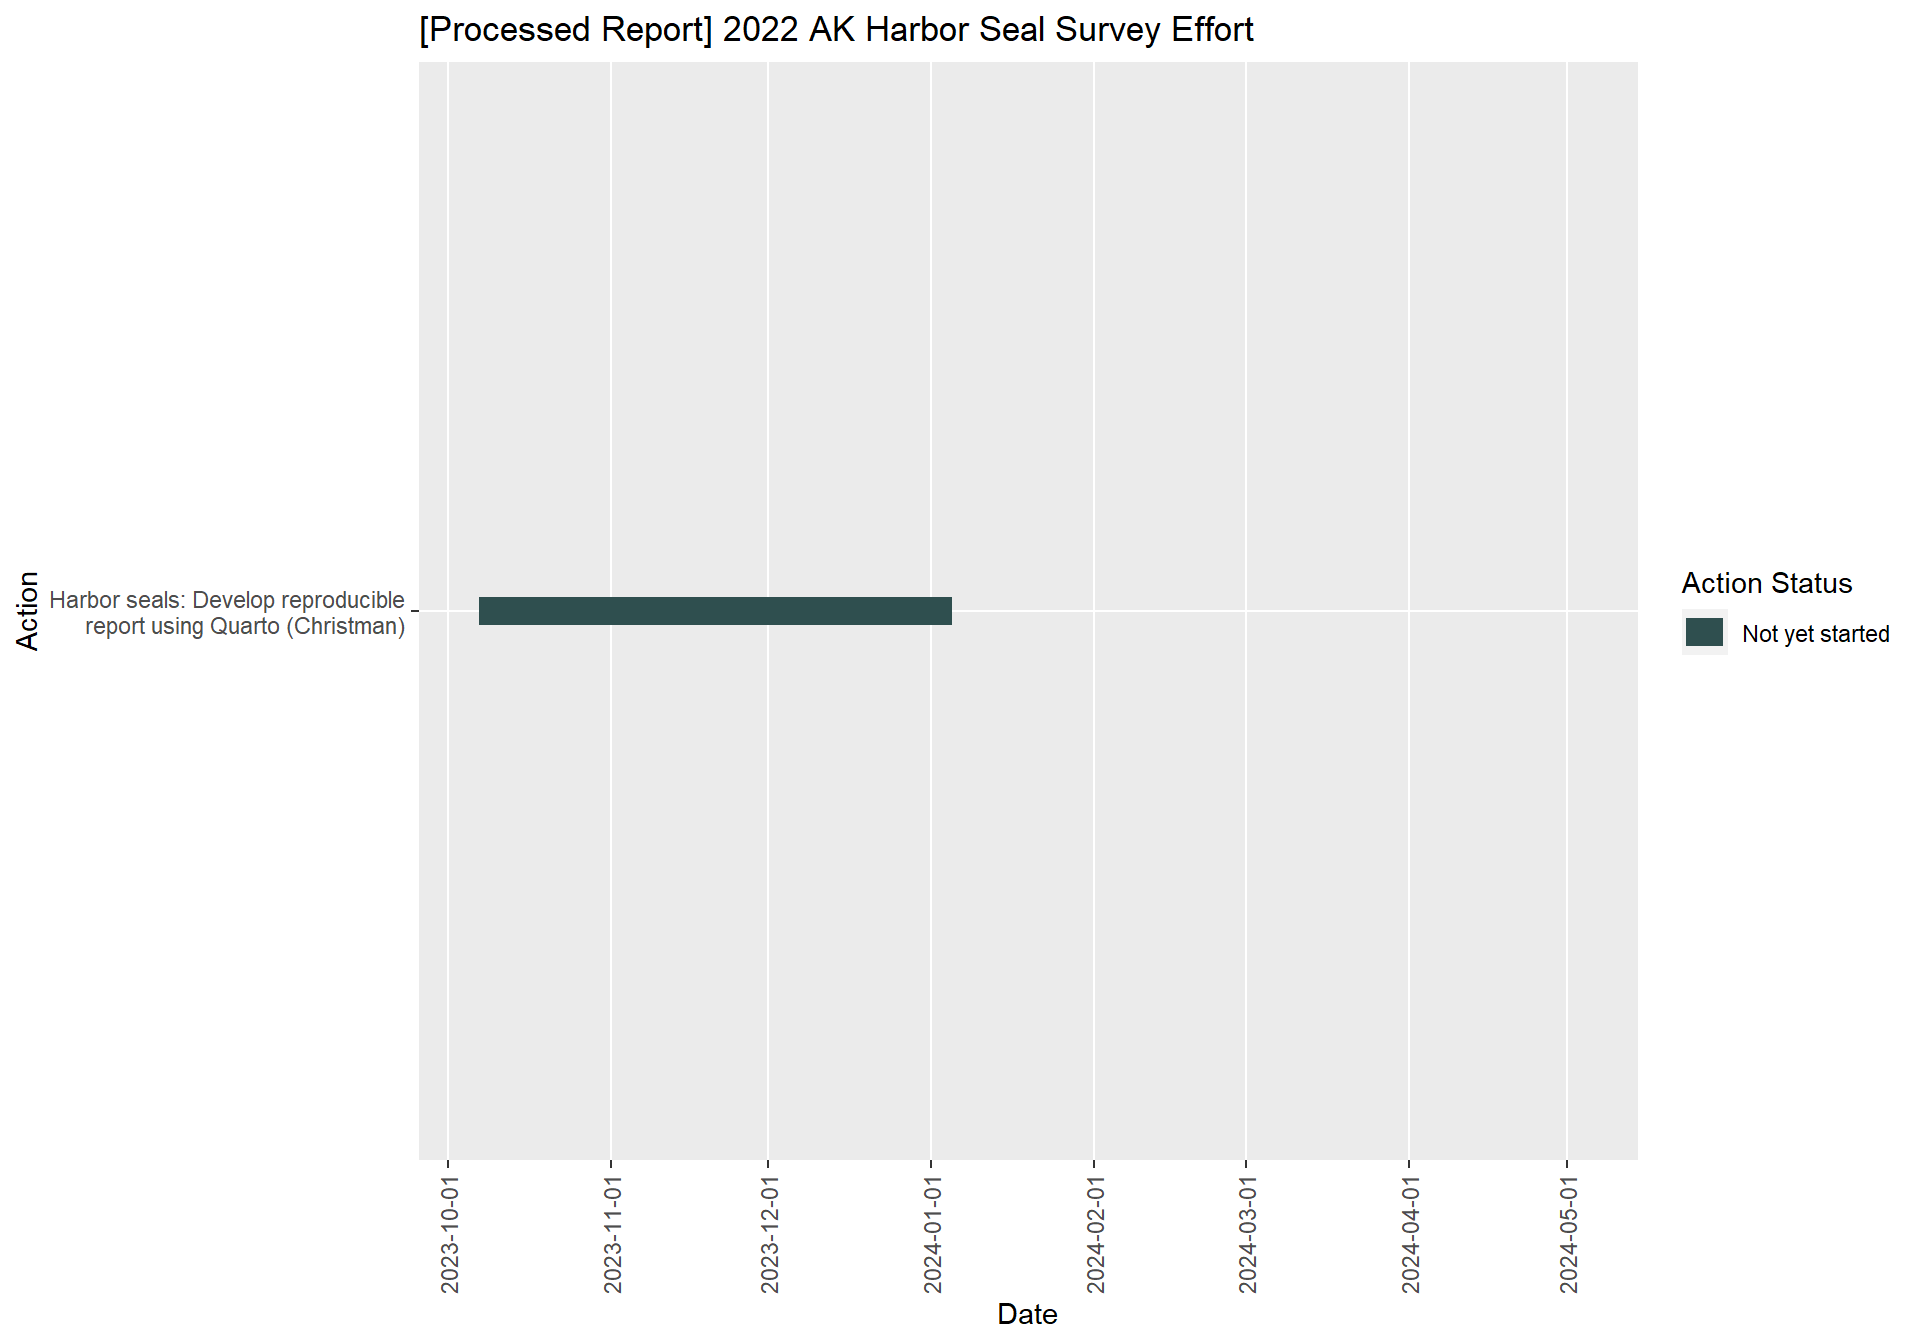 [Processed Report] 2022 AK Harbor Seal Survey Effort
Action
Harbor seals: Develop reproducible
report using Quarto (Christman)
Action Status
Not yet started
2023-10-01
2023-11-01
2023-12-01
2024-01-01
2024-02-01
2024-03-01
2024-04-01
2024-05-01
Date